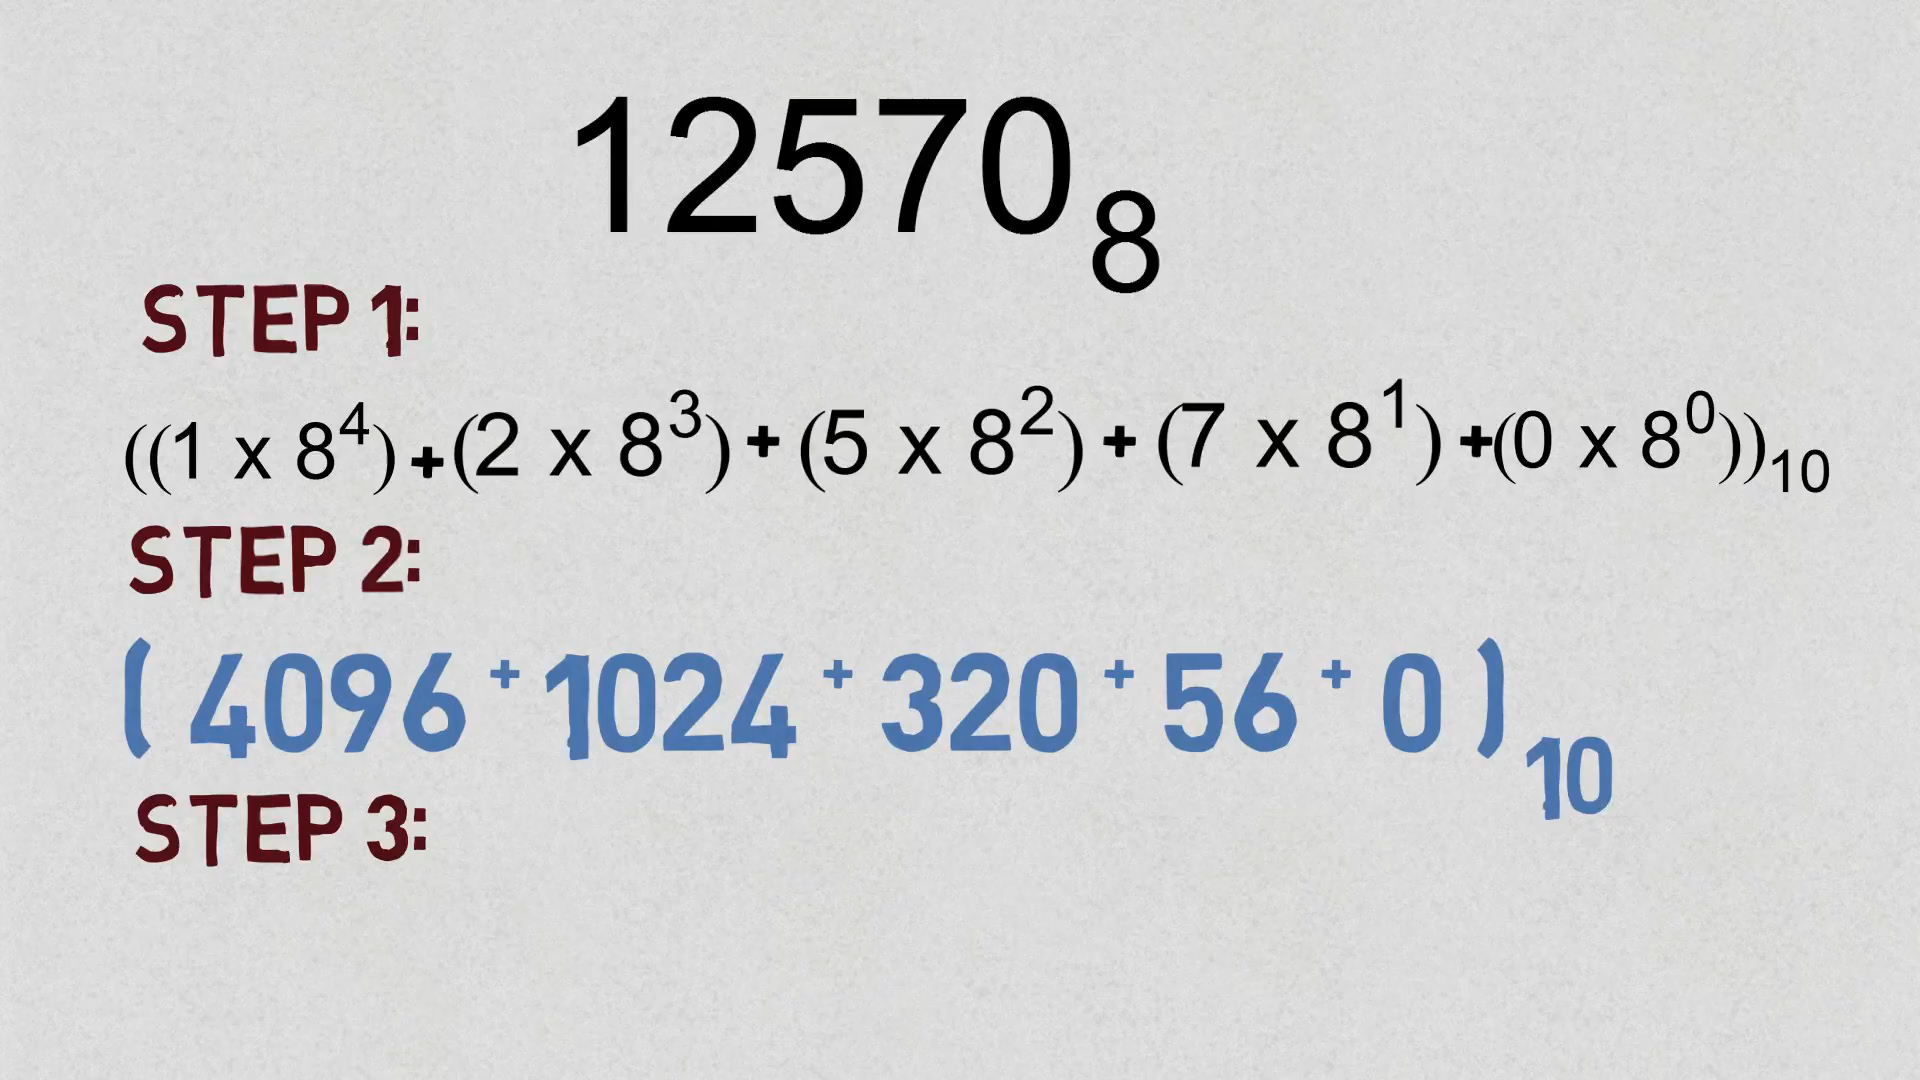 12570₈
STEP 1:
((1 x 8⁴) + (2 x 8³) + (5 x 8²) + (7 x 8¹) + (0 x 8⁰))₁₀
STEP 2:
( 4096 + 1024 + 320 + 56 + 0 )₁₀
STEP 3: